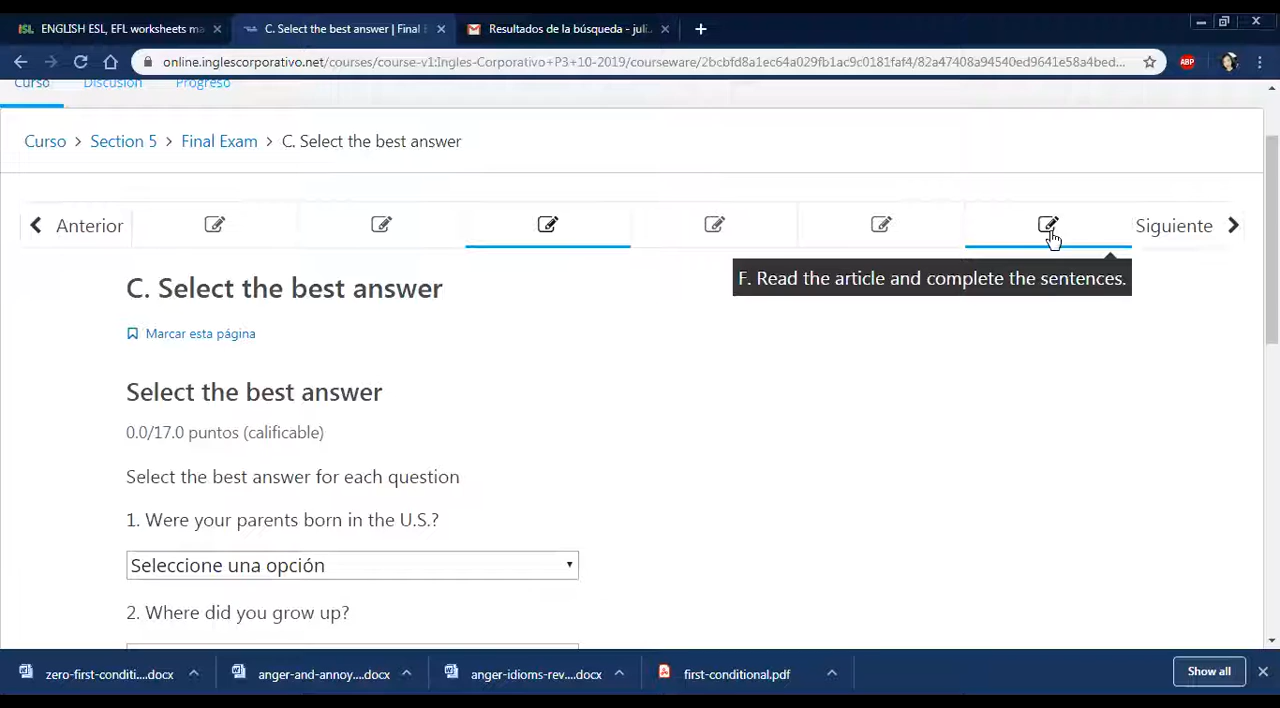 ENGLISH ESL, EFL worksheets ma
C. Select the best answer | Final E
Resultados de la búsqueda - juli.
online.inglescorporativo.net/courses/course-v1:Ingles-Corporativo+P3+10-2019/courseware/2bcbfd8a1ec64a029fb1ac9c0181faf4/82a47408a94540ed9641e58a4bed...
ABP
Curso Discusión Progreso
Curso > Section 5 > Final Exam > C. Select the best answer
Anterior
Siguiente
F. Read the article and complete the sentences.
C. Select the best answer
Marcar esta página
Select the best answer
0.0/17.0 puntos (calificable)
Select the best answer for each question
1. Were your parents born in the U.S.?
Seleccione una opción
2. Where did you grow up?
zero-first-conditi....docx
anger-and-annoy....docx
anger-idioms-rev....docx
first-conditional.pdf
Show all